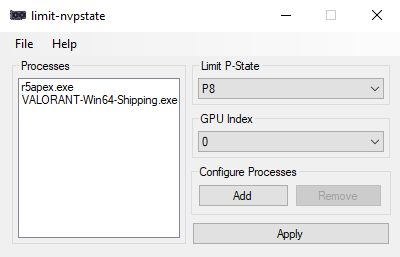 limit-nvpstate
File Help
Processes
r5apex.exe
VALORANT-Win64-Shipping.exe
Limit P-State
P8
GPU Index
0
Configure Processes
Add Remove
Apply